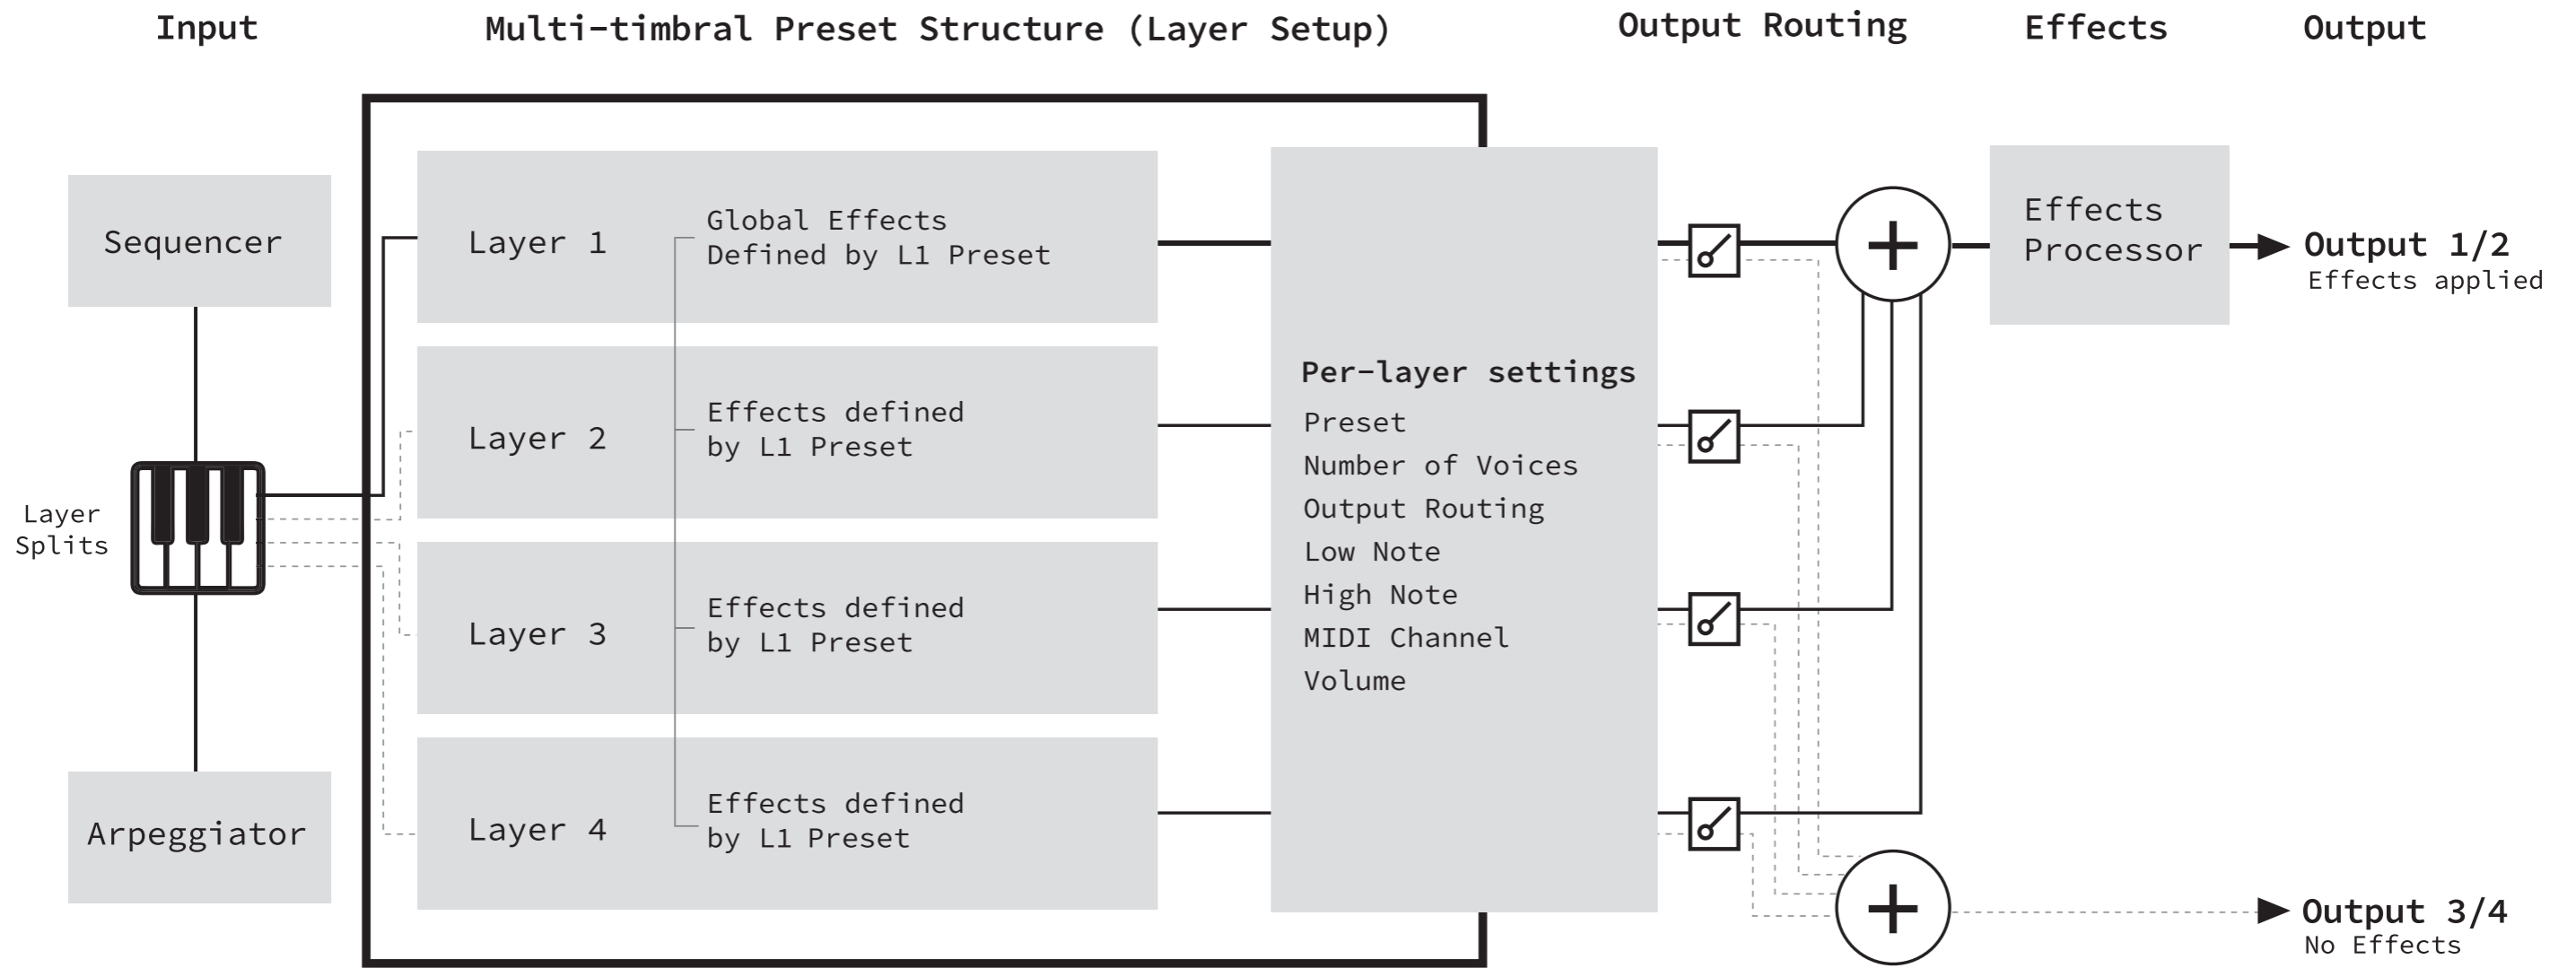 Input
Multi-timbral Preset Structure (Layer Setup)
Output Routing
Effects
Output
Sequencer
Layer
Splits
Arpeggiator
Layer 1
Global Effects
Defined by L1 Preset
Layer 2
Effects defined
by L1 Preset
Layer 3
Effects defined
by L1 Preset
Layer 4
Effects defined
by L1 Preset
Per-layer settings
Preset
Number of Voices
Output Routing
Low Note
High Note
MIDI Channel
Volume
Effects
Processor
Output 1/2
Effects applied
Output 3/4
No Effects